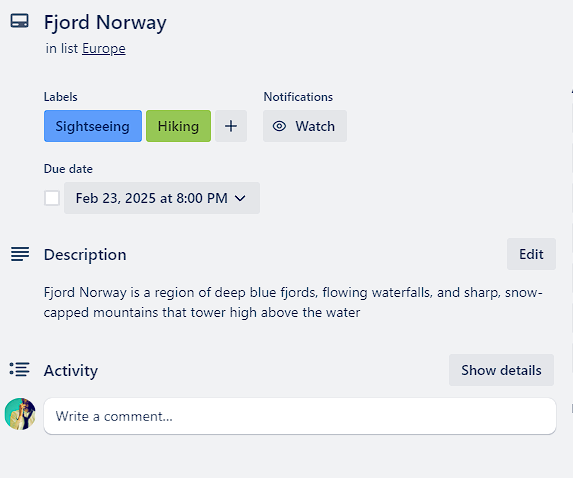 Fjord Norway
in list Europe
Labels
Notifications
Sightseeing
Hiking
+
Watch
Due date
Feb 23, 2025 at 8:00 PM
Description
Edit
Fjord Norway is a region of deep blue fjords, flowing waterfalls, and sharp, snow-
capped mountains that tower high above the water
Activity
Show details
Write a comment...